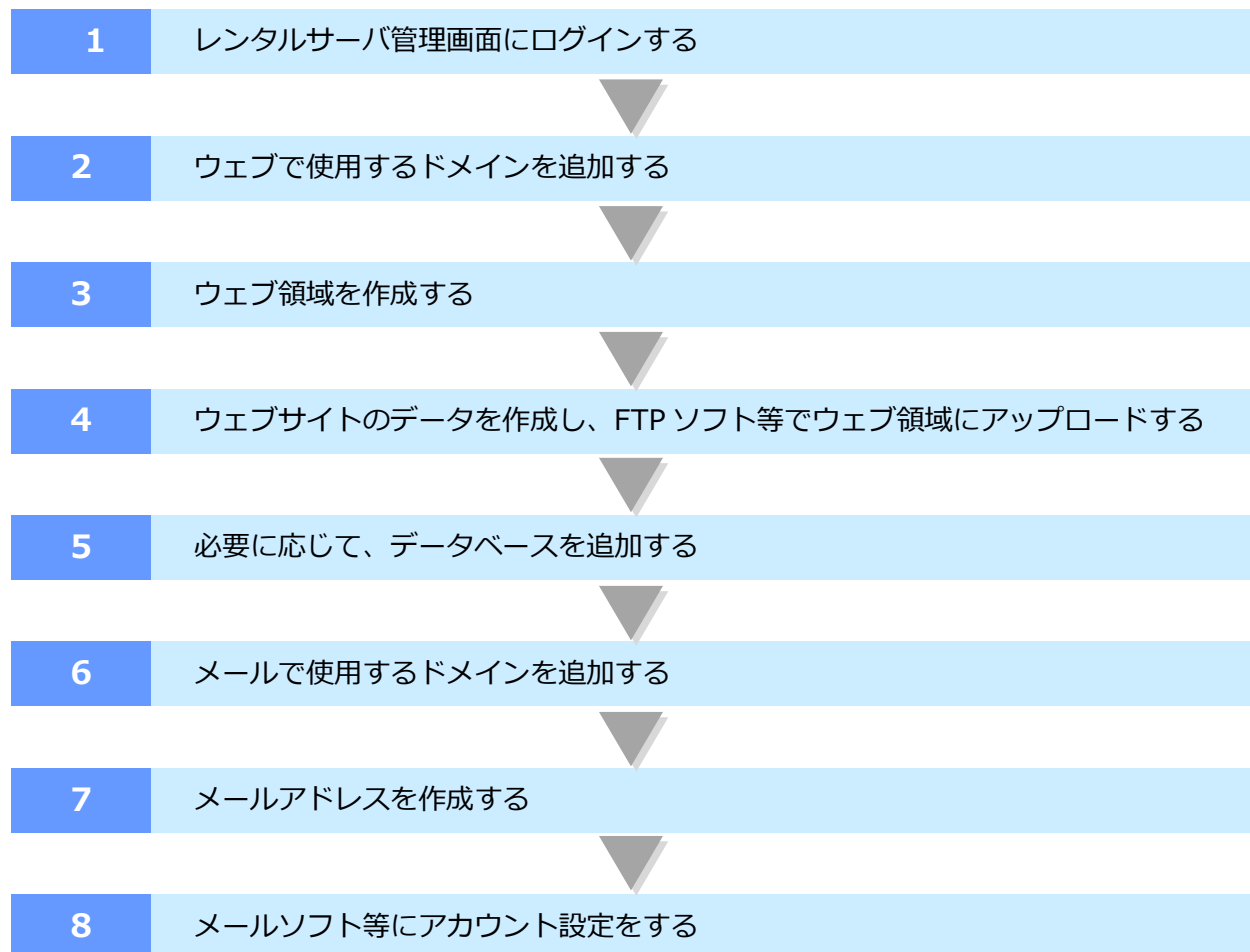 1 レンタルサーバ管理画面にログインする
2 ウェブで使用するドメインを追加する
3 ウェブ領域を作成する
4 ウェブサイトのデータを作成し、FTP ソフト等でウェブ領域にアップロードする
5 必要に応じて、データベースを追加する
6 メールで使用するドメインを追加する
7 メールアドレスを作成する
8 メールソフト等にアカウント設定をする